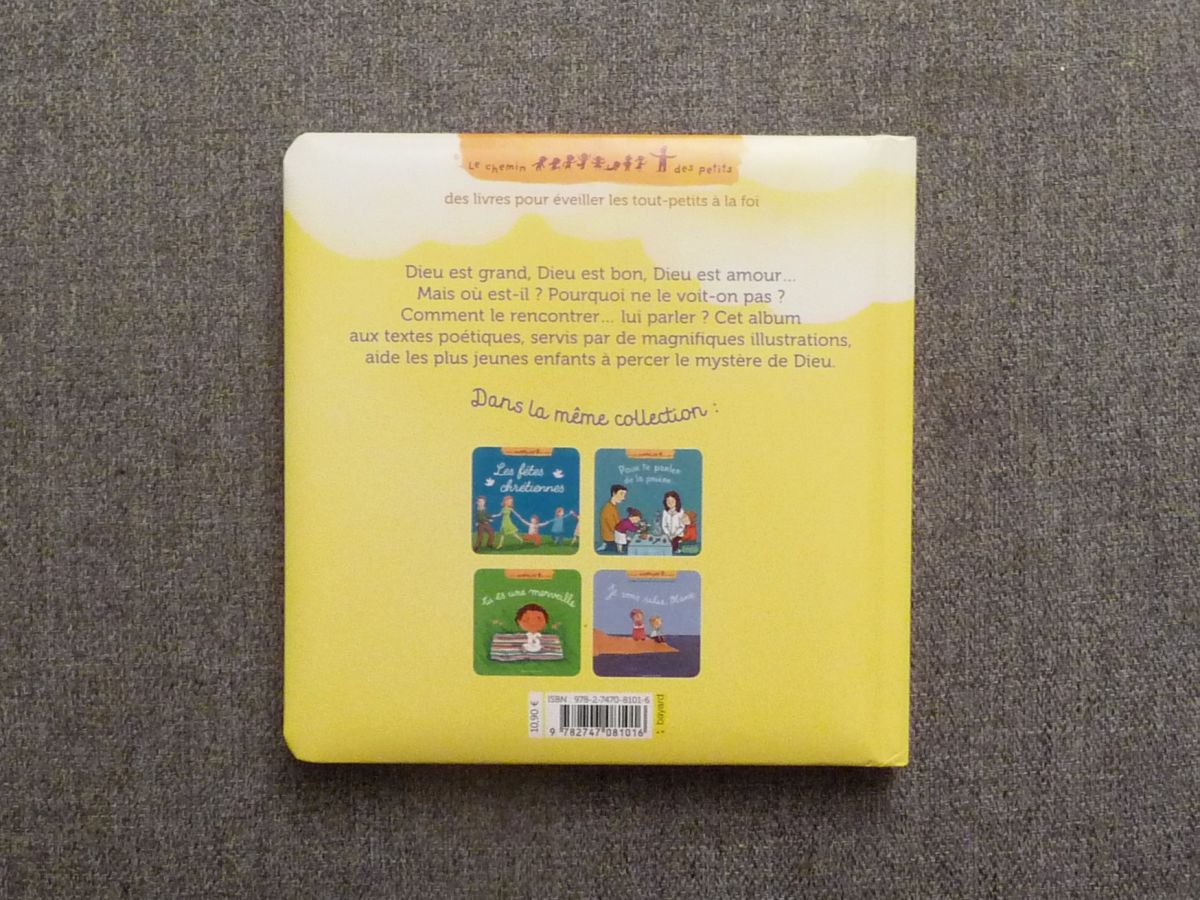 Le chemin des petits
des livres pour éveiller les tout-petits à la foi
Dieu est grand, Dieu est bon, Dieu est amour...
Mais où est-il ? Pourquoi ne le voit-on pas ?
Comment le rencontrer... lui parler ? Cet album
aux textes poétiques, servis par de magnifiques illustrations,
aide les plus jeunes enfants à percer le mystère de Dieu.
Dans la même collection :
Les fêtes
chrétiennes
Pour te parler
de la prière
Tu es une merveille
Je vous salue, Marie
10,90 €
ISBN 978-2-7470-8101-6
9 782747 081016
bayard